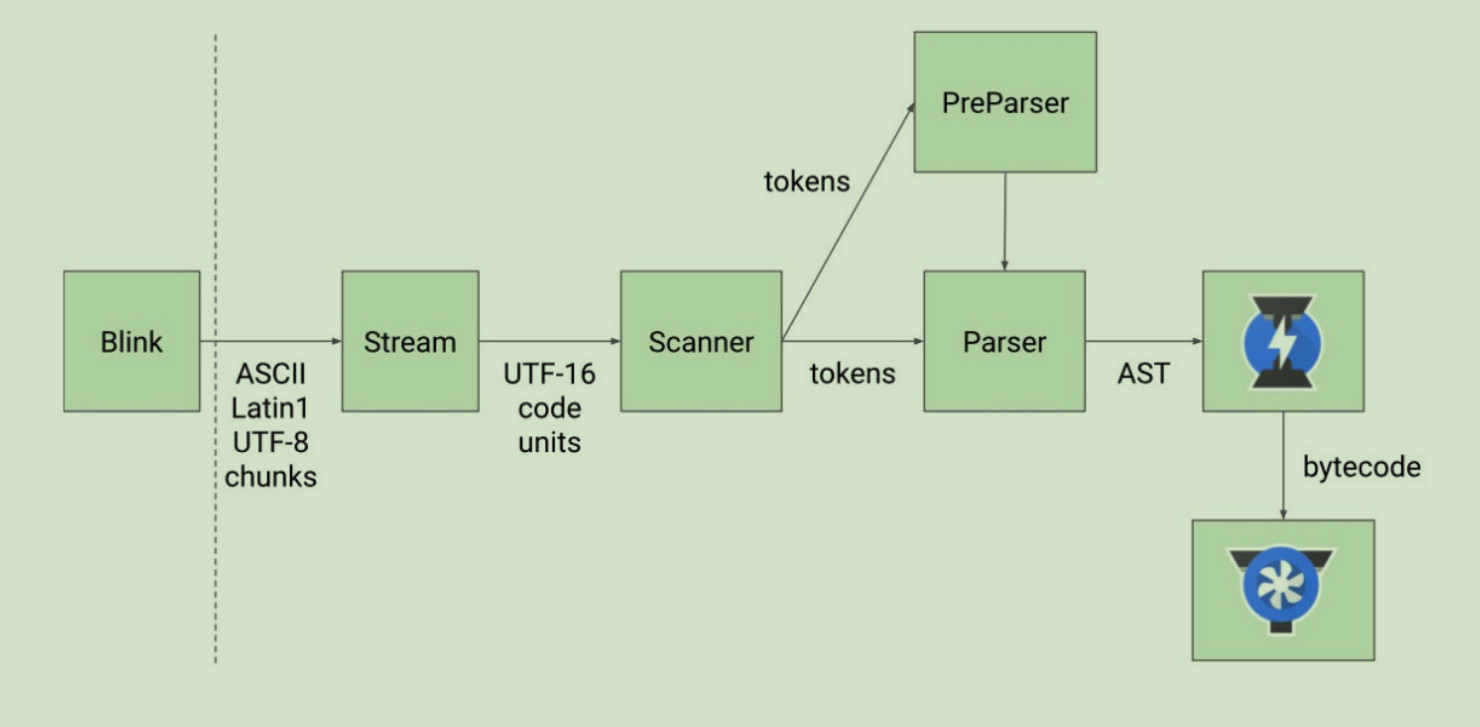 PreParser
tokens
Blink
Stream
Scanner
Parser
ASCII
Latin1
UTF-8
chunks
UTF-16
code
units
tokens
AST
bytecode